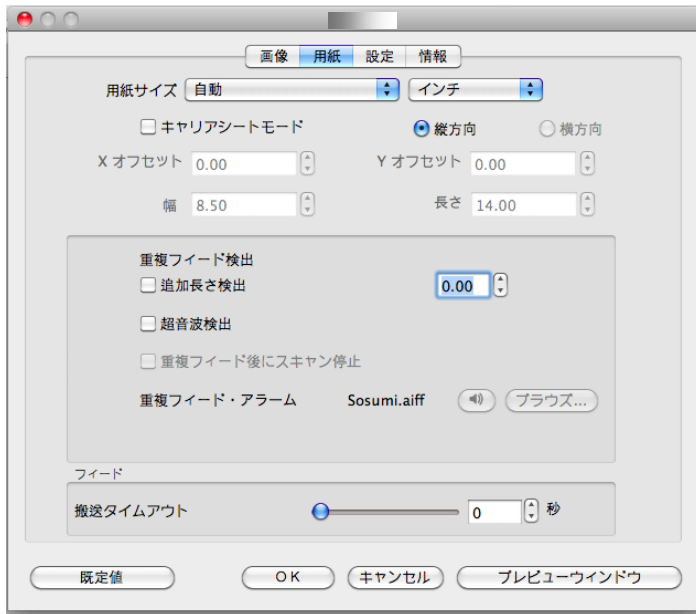 画像 用紙 設定 情報
用紙サイズ 自動 インチ
キャリアシートモード 縦方向 横方向
X オフセット 0.00 Y オフセット 0.00
幅 8.50 長さ 14.00
重複フィード検出
追加長さ検出 0.00
超音波検出
重複フィード後にスキャン停止
重複フィード・アラーム Sosumi.aiff ブラウズ...
フィード
搬送タイムアウト 0 秒
既定値 OK キャンセル プレビューウィンドウ